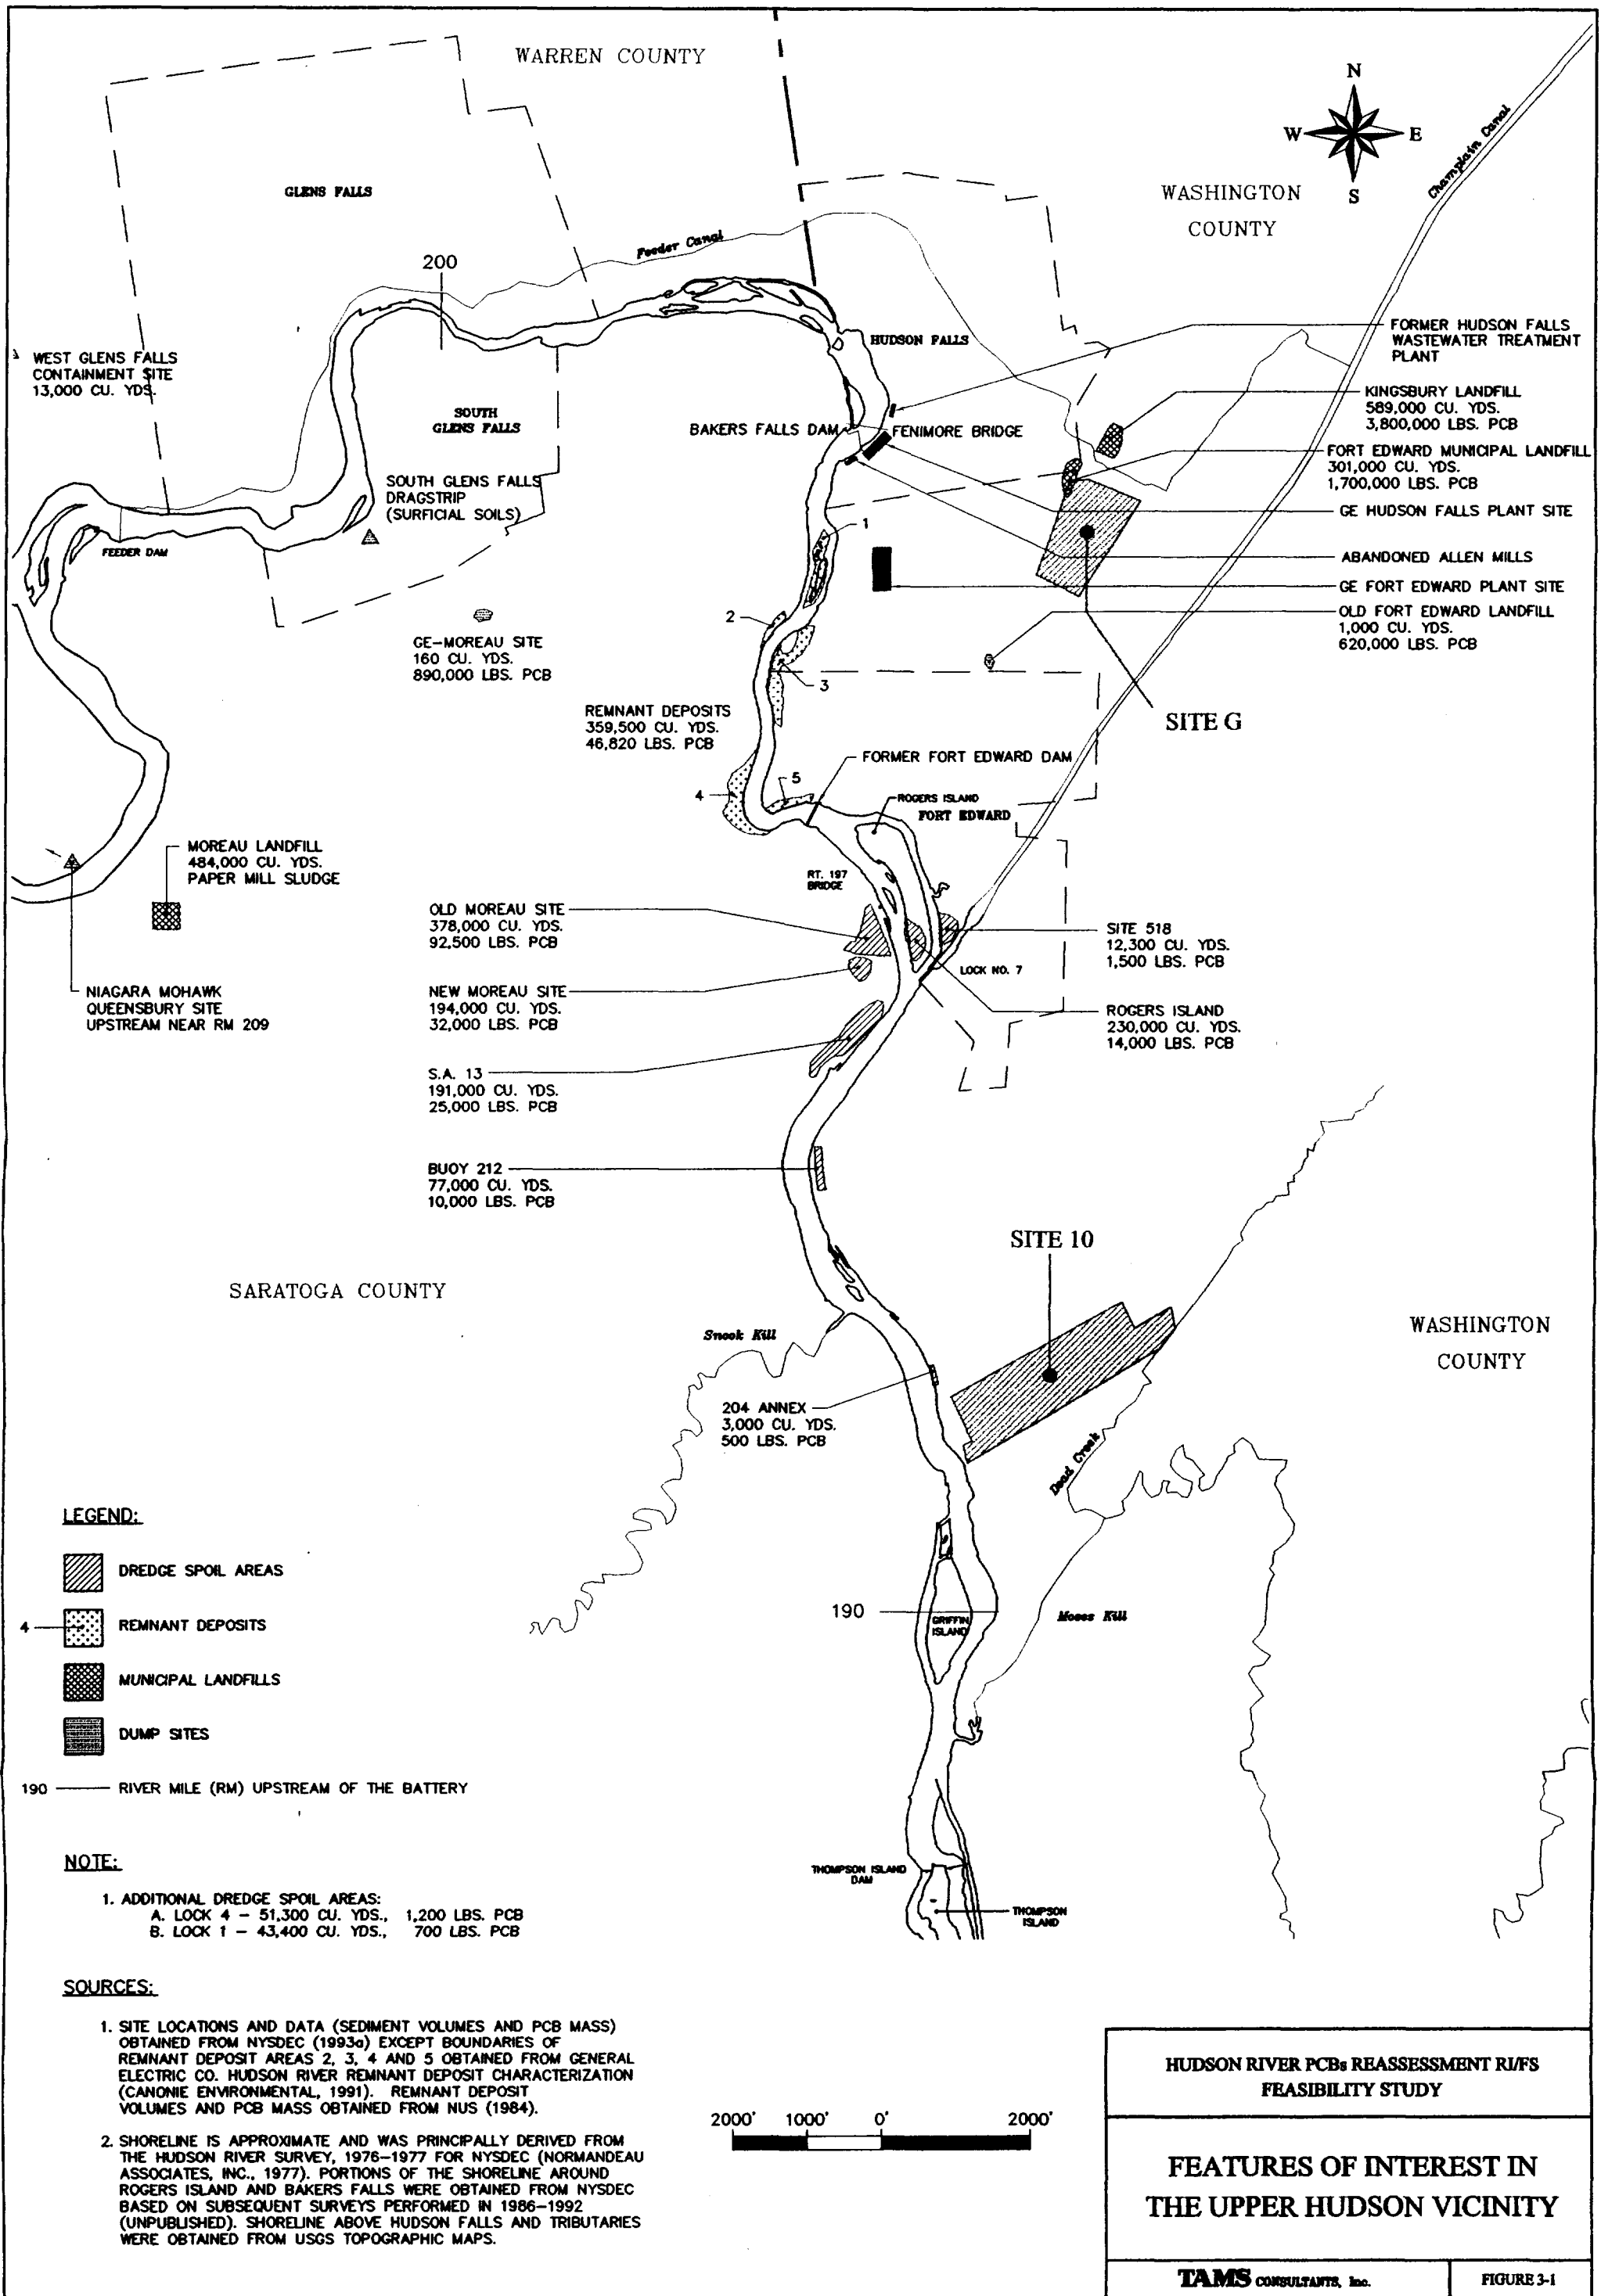 WARREN COUNTY
N
W
E
S
Champlain Canal
GLENS FALLS
WASHINGTON
COUNTY
Feeder Canal
200
HUDSON FALLS
FORMER HUDSON FALLS
WASTEWATER TREATMENT
PLANT
WEST GLENS FALLS
CONTAINMENT SITE
13,000 CU. YDS.
KINGSBURY LANDFILL
589,000 CU. YDS.
3,800,000 LBS. PCB
SOUTH
GLENS FALLS
BAKERS FALLS DAM
FENIMORE BRIDGE
FORT EDWARD MUNICIPAL LANDFILL
301,000 CU. YDS.
1,700,000 LBS. PCB
SOUTH GLENS FALLS
DRAGSTRIP
(SURFICIAL SOILS)
GE HUDSON FALLS PLANT SITE
1
FEEDER DAM
ABANDONED ALLEN MILLS
GE FORT EDWARD PLANT SITE
OLD FORT EDWARD LANDFILL
1,000 CU. YDS.
620,000 LBS. PCB
2
GE-MOREAU SITE
160 CU. YDS.
890,000 LBS. PCB
3
REMNANT DEPOSITS
359,500 CU. YDS.
46,820 LBS. PCB
SITE G
FORMER FORT EDWARD DAM
5
4
ROGERS ISLAND
FORT EDWARD
MOREAU LANDFILL
484,000 CU. YDS.
PAPER MILL SLUDGE
RT. 197
BRIDGE
OLD MOREAU SITE
378,000 CU. YDS.
92,500 LBS. PCB
SITE 518
12,300 CU. YDS.
1,500 LBS. PCB
LOCK NO. 7
NIAGARA MOHAWK
QUEENSBURY SITE
UPSTREAM NEAR RM 209
NEW MOREAU SITE
194,000 CU. YDS.
32,000 LBS. PCB
ROGERS ISLAND
230,000 CU. YDS.
14,000 LBS. PCB
S.A. 13
191,000 CU. YDS.
25,000 LBS. PCB
BUOY 212
77,000 CU. YDS.
10,000 LBS. PCB
SITE 10
SARATOGA COUNTY
Snook Kill
WASHINGTON
COUNTY
204 ANNEX
3,000 CU. YDS.
500 LBS. PCB
Dead Creek
LEGEND:
DREDGE SPOIL AREAS
4
REMNANT DEPOSITS
MUNICIPAL LANDFILLS
DUMP SITES
190
RIVER MILE (RM) UPSTREAM OF THE BATTERY
190
GRIFFIN
ISLAND
Moses Kill
THOMPSON ISLAND
DAM
THOMPSON
ISLAND
NOTE:
1. ADDITIONAL DREDGE SPOIL AREAS:
A. LOCK 4 - 51,300 CU. YDS., 1,200 LBS. PCB
B. LOCK 1 - 43,400 CU. YDS., 700 LBS. PCB
SOURCES:
1. SITE LOCATIONS AND DATA (SEDIMENT VOLUMES AND PCB MASS)
OBTAINED FROM NYSDEC (1993a) EXCEPT BOUNDARIES OF
REMNANT DEPOSIT AREAS 2, 3, 4 AND 5 OBTAINED FROM GENERAL
ELECTRIC CO. HUDSON RIVER REMNANT DEPOSIT CHARACTERIZATION
(CANONIE ENVIRONMENTAL, 1991). REMNANT DEPOSIT
VOLUMES AND PCB MASS OBTAINED FROM NUS (1984).
2. SHORELINE IS APPROXIMATE AND WAS PRINCIPALLY DERIVED FROM
THE HUDSON RIVER SURVEY, 1976-1977 FOR NYSDEC (NORMANDEAU
ASSOCIATES, INC., 1977). PORTIONS OF THE SHORELINE AROUND
ROGERS ISLAND AND BAKERS FALLS WERE OBTAINED FROM NYSDEC
BASED ON SUBSEQUENT SURVEYS PERFORMED IN 1986-1992
(UNPUBLISHED). SHORELINE ABOVE HUDSON FALLS AND TRIBUTARIES
WERE OBTAINED FROM USGS TOPOGRAPHIC MAPS.
2000' 1000' 0' 2000'
HUDSON RIVER PCBs REASSESSMENT RI/FS
FEASIBILITY STUDY
FEATURES OF INTEREST IN
THE UPPER HUDSON VICINITY
TAMS CONSULTANTS, Inc.
FIGURE 3-1